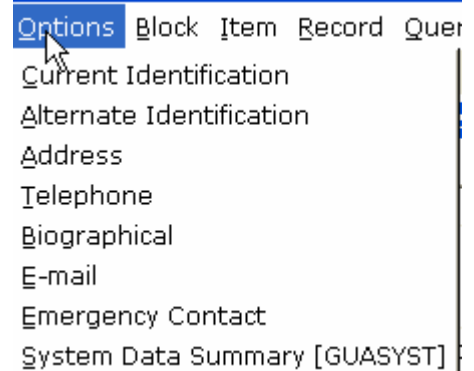 Options Block Item Record Quer
Current Identification
Alternate Identification
Address
Telephone
Biographical
E-mail
Emergency Contact
System Data Summary [GUASYST]